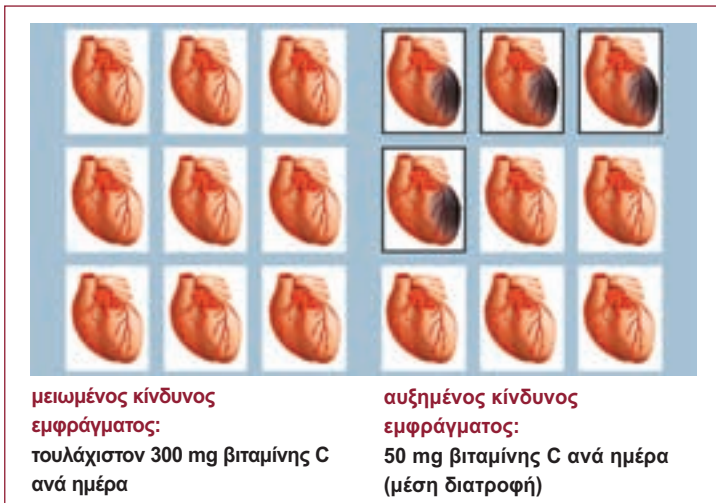 μειωμένος κίνδυνος
εμφράγματος:
τουλάχιστον 300 mg βιταμίνης C
ανά ημέρα
αυξημένος κίνδυνος
εμφράγματος:
50 mg βιταμίνης C ανά ημέρα
(μέση διατροφή)